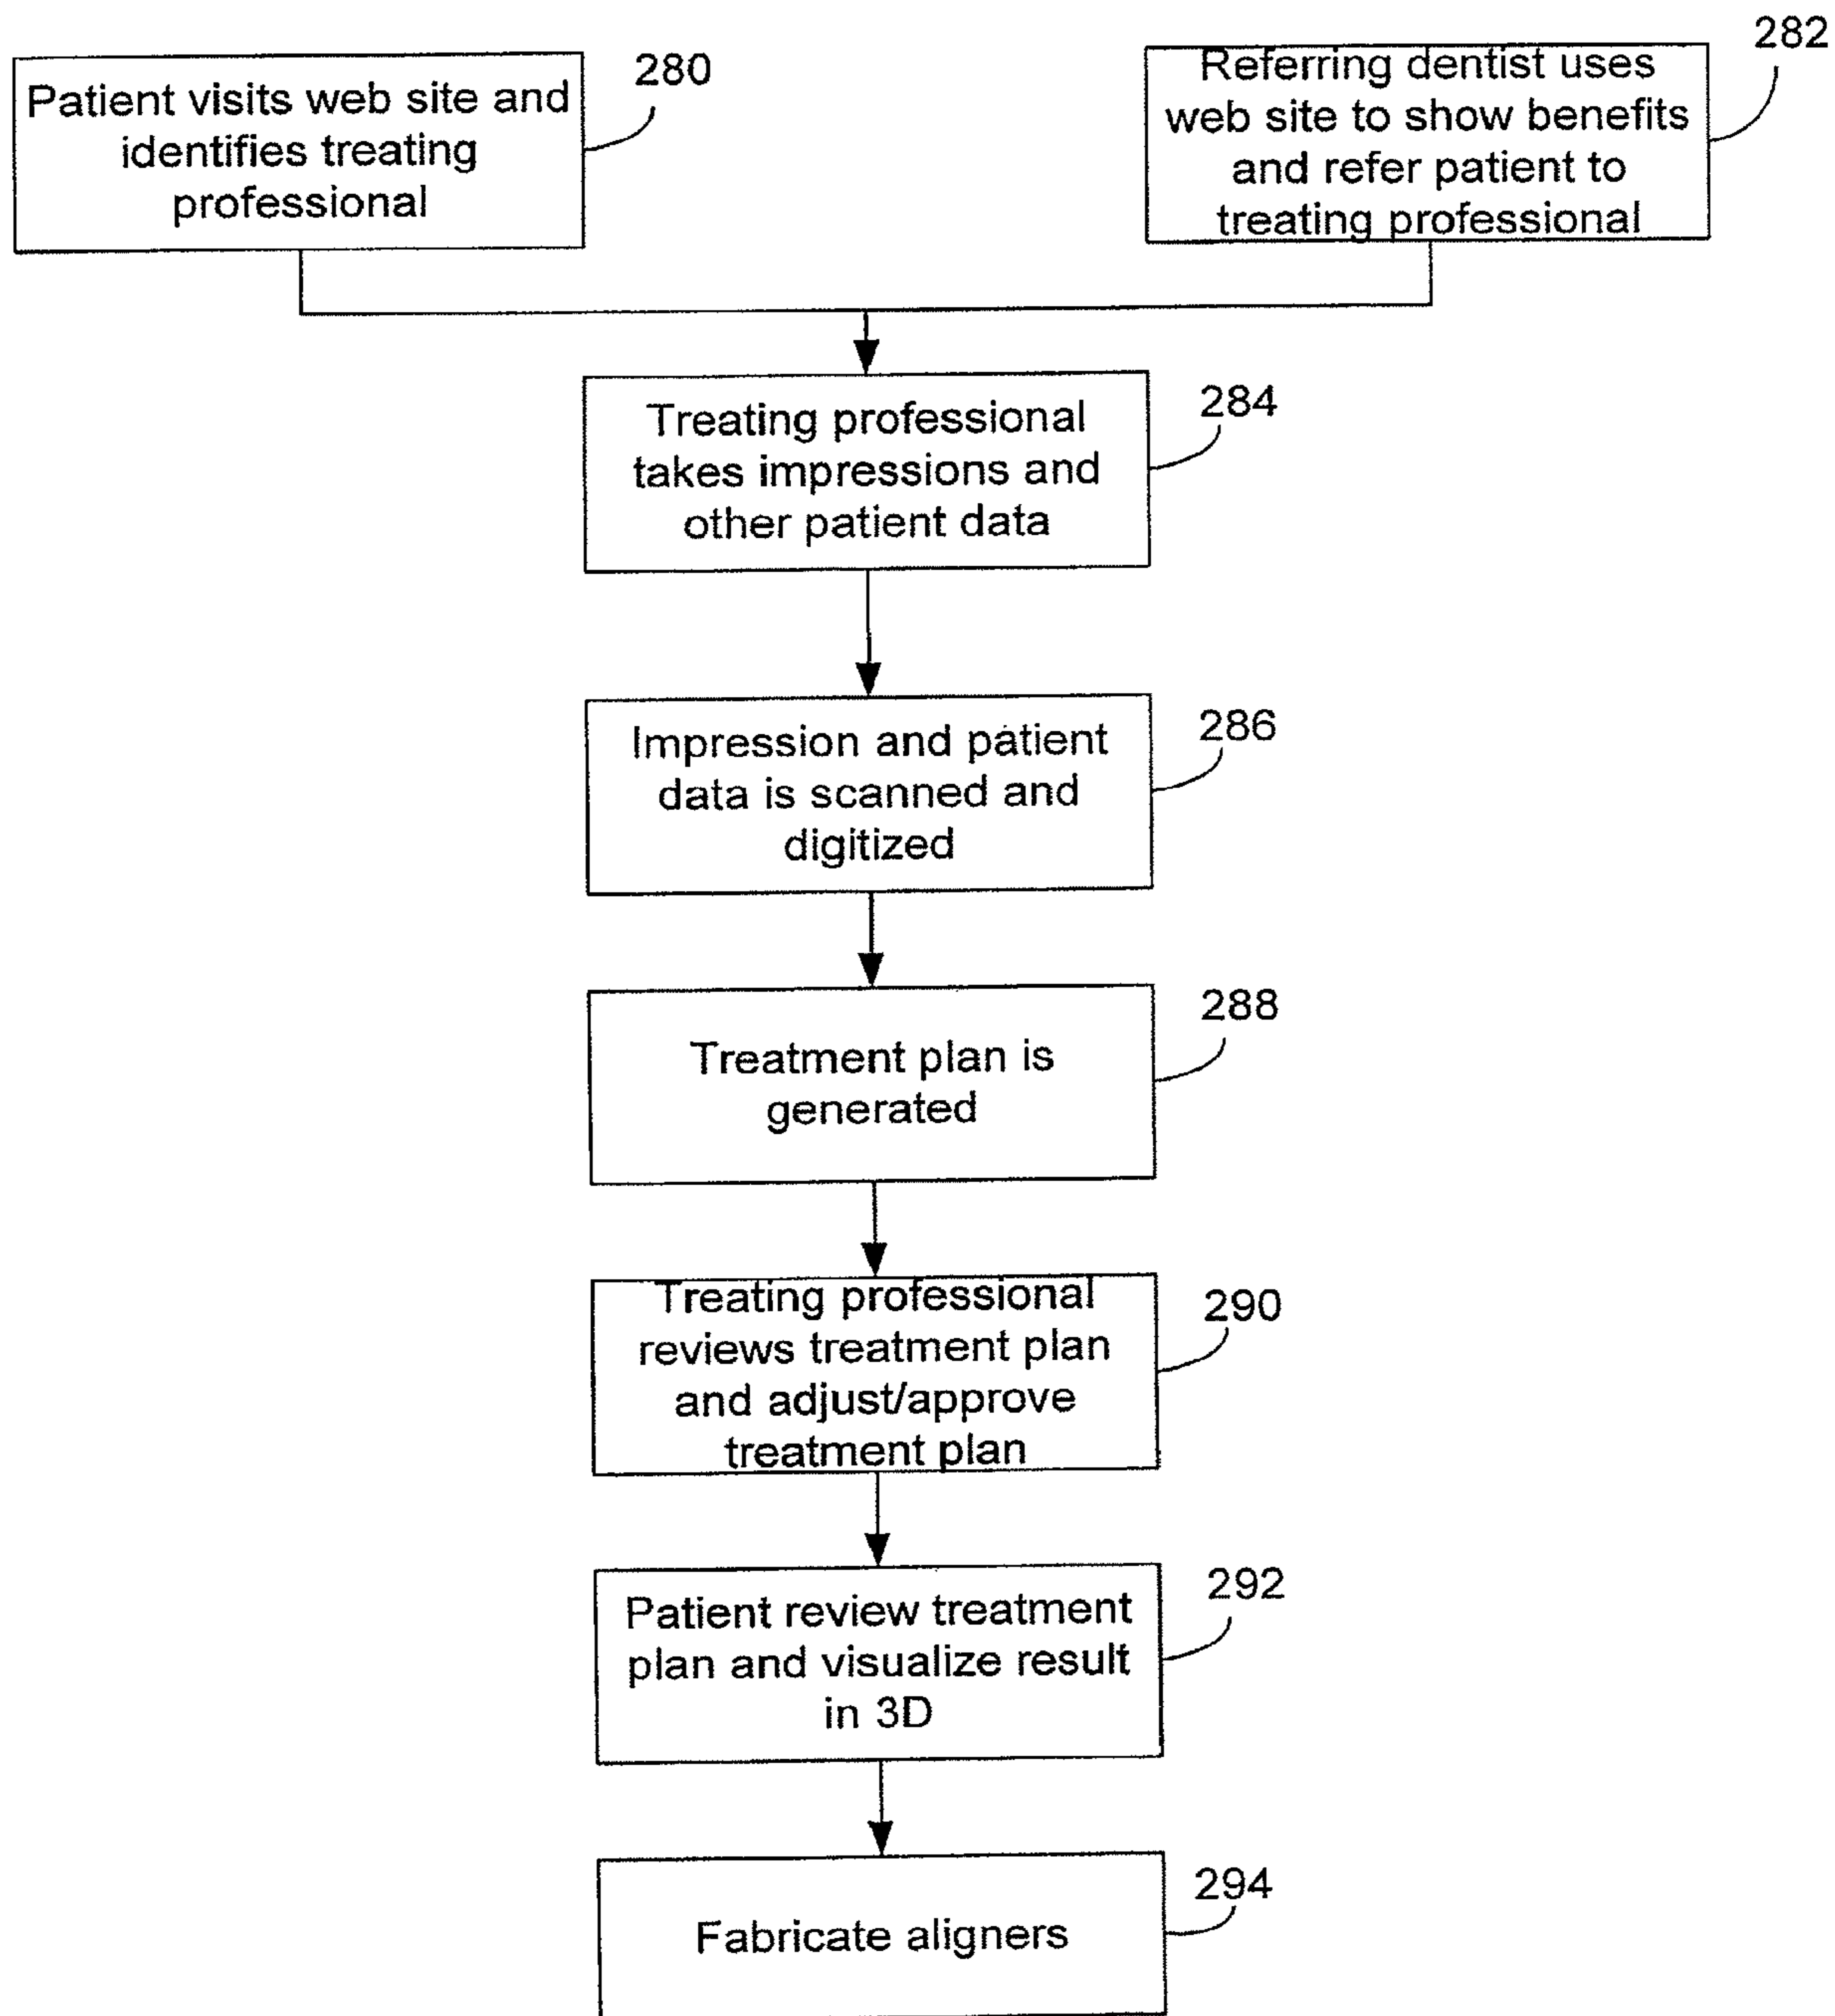 Patient visits web site and
identifies treating
professional
280
Referring dentist uses
web site to show benefits
and refer patient to
treating professional
282
Treating professional
takes impressions and
other patient data
284
Impression and patient
data is scanned and
digitized
286
Treatment plan is
generated
288
Treating professional
reviews treatment plan
and adjust/approve
treatment plan
290
Patient review treatment
plan and visualize result
in 3D
292
Fabricate aligners
294